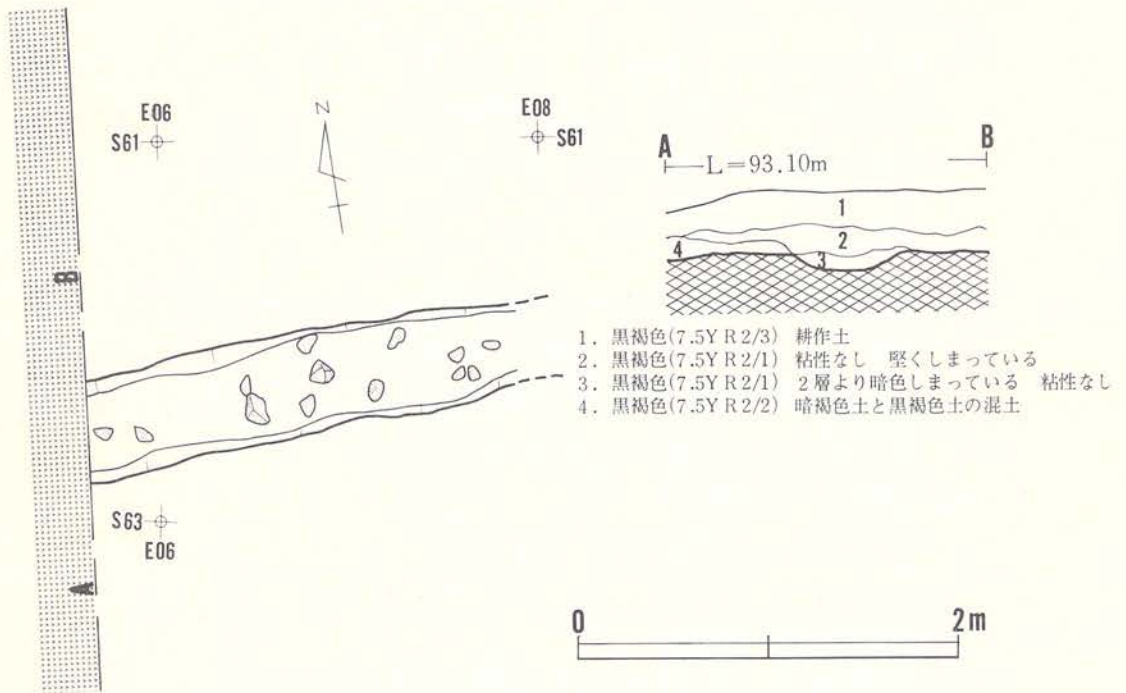 E06
S61
N
E08
S61
A
B
L=93.10m
1
2
4
3
B
1. 黒褐色(7.5YR2/3) 耕作土
2. 黒褐色(7.5YR2/1) 粘性なし 堅くしまっている
3. 黒褐色(7.5YR2/1) 2層より暗色しまっている 粘性なし
4. 黒褐色(7.5YR2/2) 暗褐色土と黒褐色土の混土
S63
E06
A
0
2m